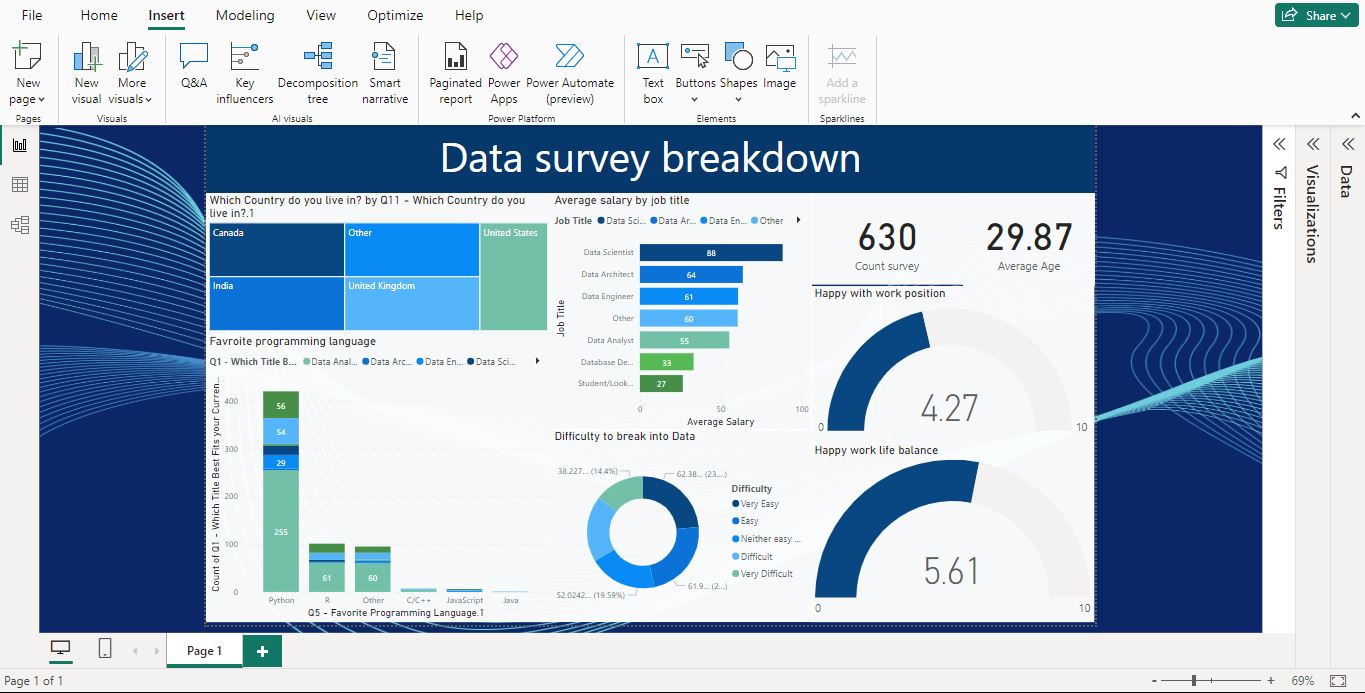 File Home Insert Modeling View Optimize Help
Share
New page
New visual
More visuals
Q&A
Key influencers
Decomposition tree
Smart narrative
Paginated report
Power Apps
Power Automate (preview)
Text box
Buttons
Shapes
Image
Add a sparkline
Pages
Visuals
AI visuals
Power Platform
Elements
Sparklines
Data survey breakdown
Which Country do you live in? by Q11 - Which Country do you
live in?.1
Canada
Other
United States
India
United Kingdom
Favroite programming language
Q1 - Which Title B... Data Anal... Data Arc... Data En... Data Sci...
Count of Q1 - Which Title Best Fits your Curren...
400
300
200
100
0
56
54
29
255
61
60
Python R Other C/C++ JavaScript Java
Q5 - Favorite Programming Language.1
Average salary by job title
Job Title Data Sci... Data Ar... Data En... Other
Job Title
Data Scientist 88
Data Architect 64
Data Engineer 61
Other 60
Data Analyst 55
Database De... 33
Student/Look... 27
0 50 100
Average Salary
Difficulty to break into Data
38.227... (14.4%)
62.38... (23....)
52.0242... (19.59%)
61.9... (2...)
Difficulty
Very Easy
Easy
Neither easy ...
Difficult
Very Difficult
630
Count survey
29.87
Average Age
Happy with work position
4.27
0 10
Happy work life balance
5.61
0 10
Filters
Visualizations
Data
Page 1
+
Page 1 of 1
- + 69%